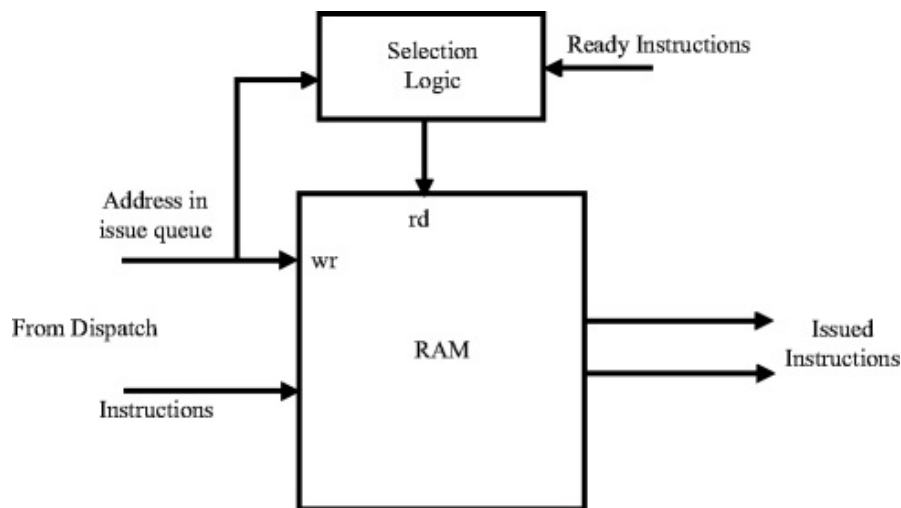 Selection
Logic
Ready Instructions
Address in
issue queue
rd
wr
From Dispatch
RAM
Issued
Instructions
Instructions